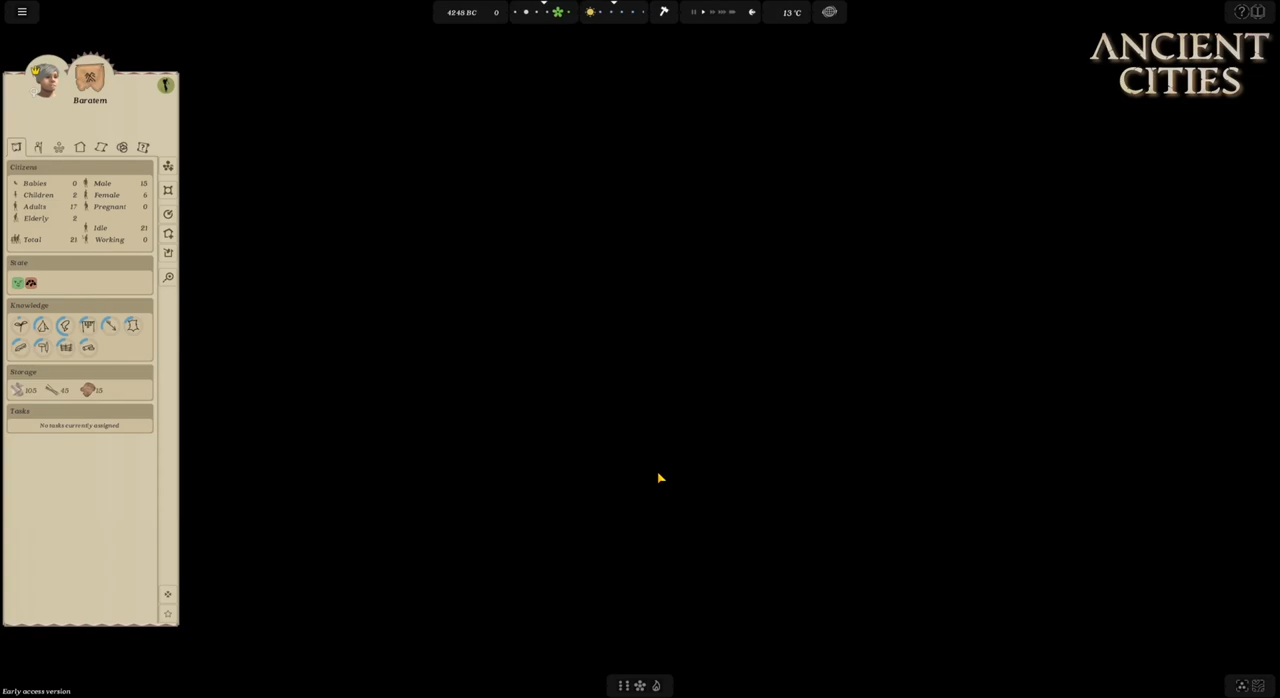 4248 BC 0
13 ℃
ANCIENT
CITIES
Baratem
Citizens
Babies 0 Male 15
Children 2 Female 6
Adults 17 Pregnant 0
Elderly 2
Idle 21
Total 21 Working 0
State
Knowledge
Storage
105 45 15
Tasks
No tasks currently assigned
Early access version